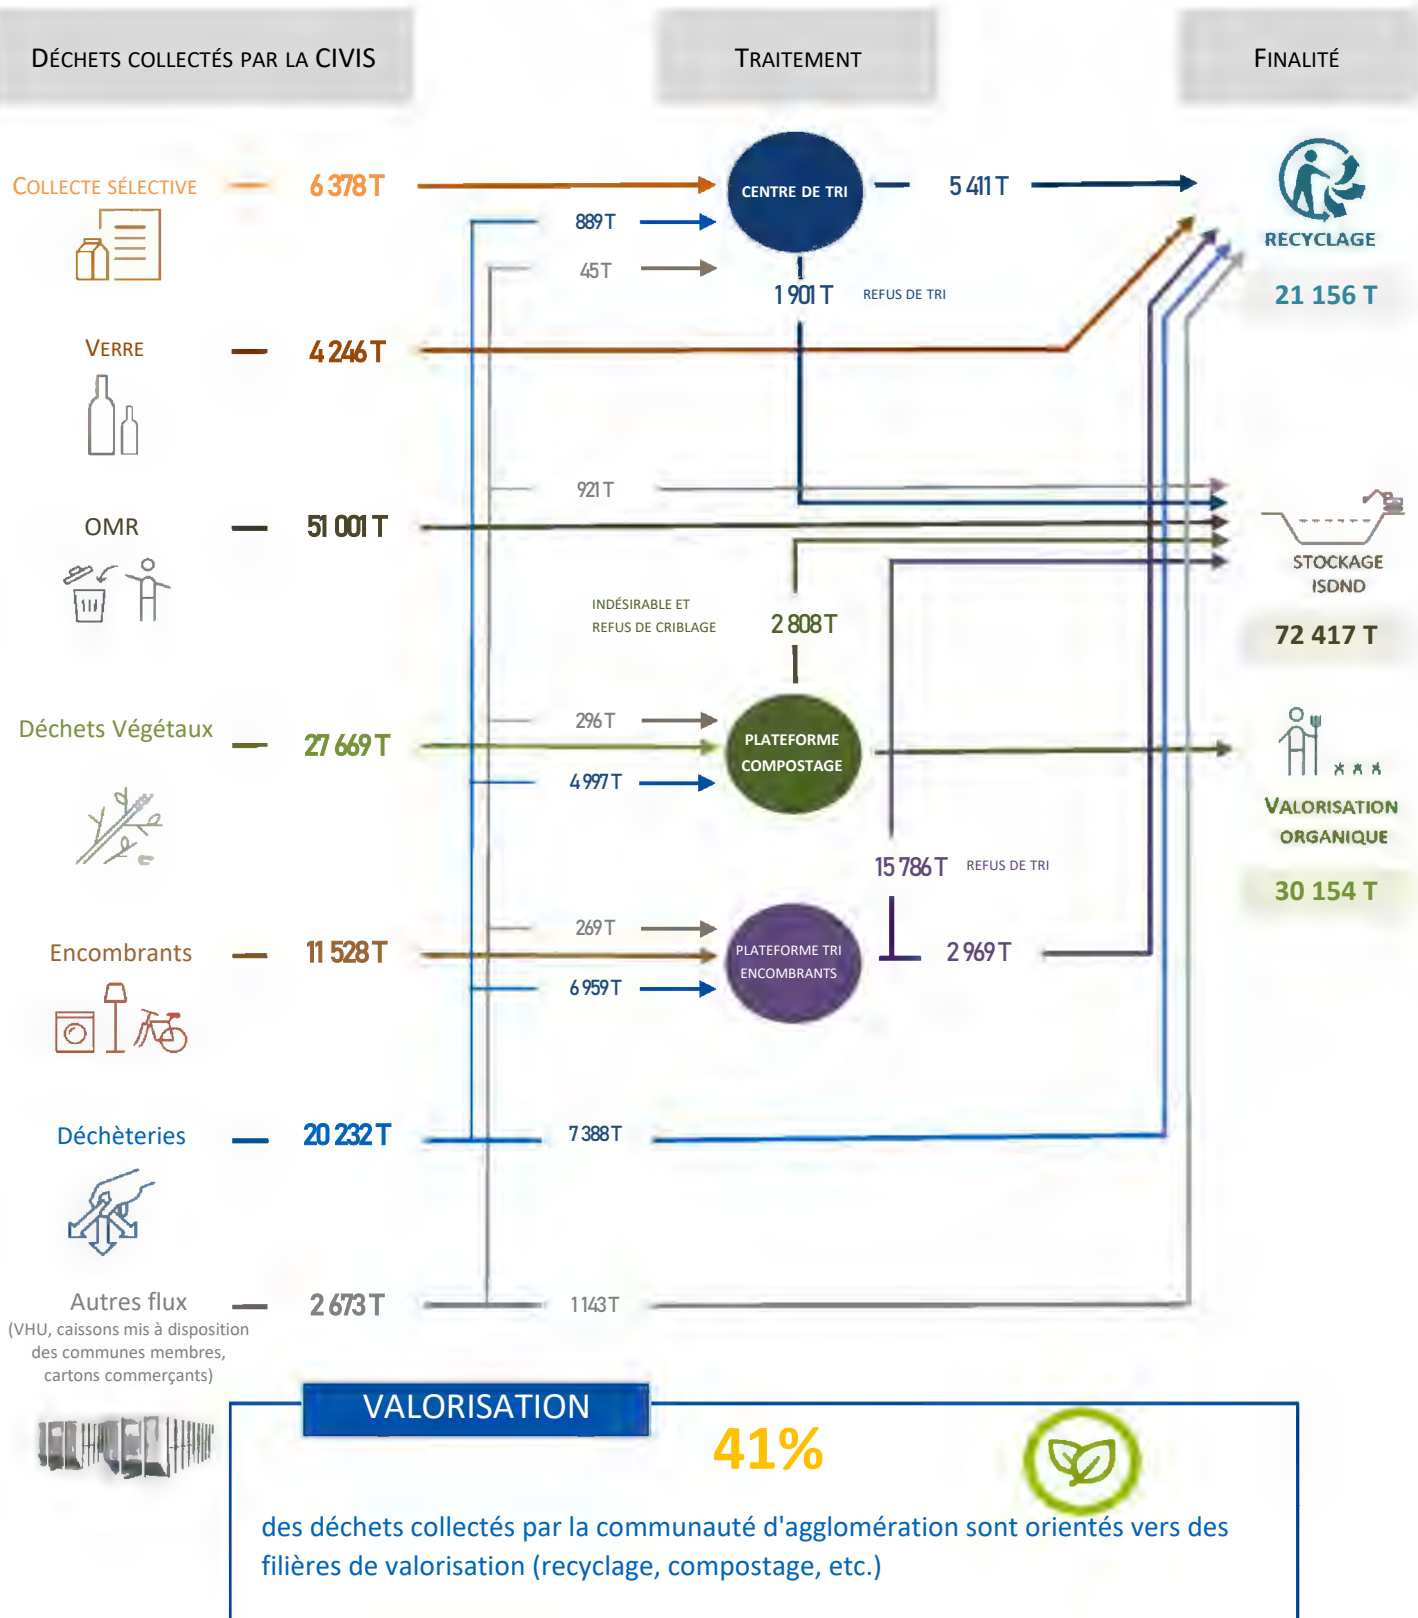 DÉCHETS COLLECTÉS PAR LA CIVIS
TRAITEMENT
FINALITÉ
COLLECTE SÉLECTIVE
6 378 T
CENTRE DE TRI
5 411 T
RECYCLAGE
21 156 T
889 T
45 T
1 901 T
REFUS DE TRI
VERRE
4 246 T
921 T
OMR
51 001 T
STOCKAGE
ISDND
72 417 T
INDÉSIRABLE ET
REFUS DE CRIBLAGE
2 808 T
Déchets Végétaux
27 669 T
296 T
4 997 T
PLATEFORME
COMPOSTAGE
VALORISATION
ORGANIQUE
30 154 T
15 786 T
REFUS DE TRI
Encombrants
11 528 T
269 T
6 959 T
PLATEFORME TRI
ENCOMBRANTS
2 969 T
Déchèteries
20 232 T
7 388 T
Autres flux
(VHU, caissons mis à disposition
des communes membres,
cartons commerçants)
2 673 T
1 143 T
VALORISATION
41%
des déchets collectés par la communauté d'agglomération sont orientés vers des
filières de valorisation (recyclage, compostage, etc.)